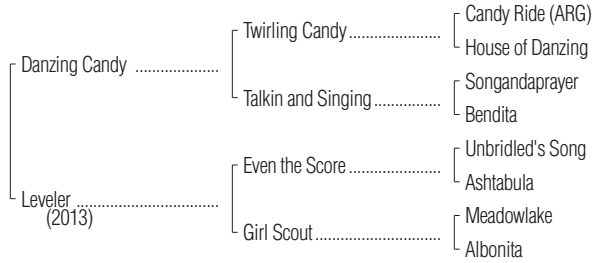 Candy Ride (ARG)
Twirling Candy
House of Danzing
Danzing Candy
Songandaprayer
Talkin and Singing
Bendita
Unbridled's Song
Even the Score
Ashtabula
Leveler
(2013)
Meadowlake
Girl Scout
Albonita